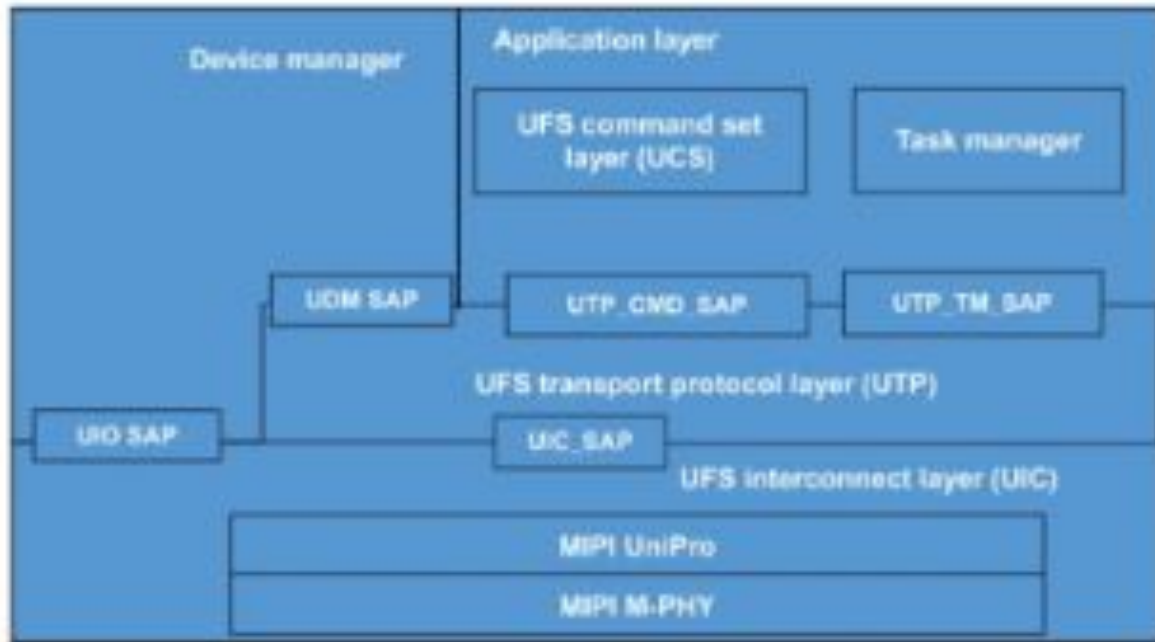 Device manager
Application layer
UFS command set
layer (UCS)
Task manager
UDM SAP
UTP_CMD_SAP
UTP_TM_SAP
UFS transport protocol layer (UTP)
UIO SAP
UIC_SAP
UFS interconnect layer (UIC)
MIPI UniPro
MIPI M-PHY